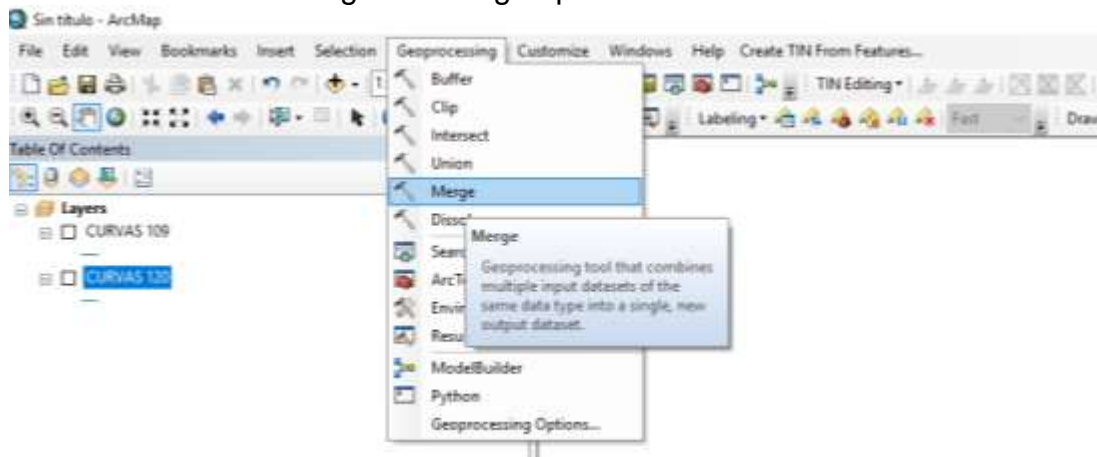 Sin título - ArcMap
File Edit View Bookmarks Insert Selection Geoprocessing Customize Windows Help Create TIN From Features...
TIN Editing
Labeling Fast Draw
Table Of Contents
Layers
CURVAS 109
CURVAS 120
Buffer
Clip
Intersect
Union
Merge
Merge
Geoprocessing tool that combines
multiple input datasets of the
same data type into a single, new
output dataset.
ModelBuilder
Python
Geoprocessing Options...